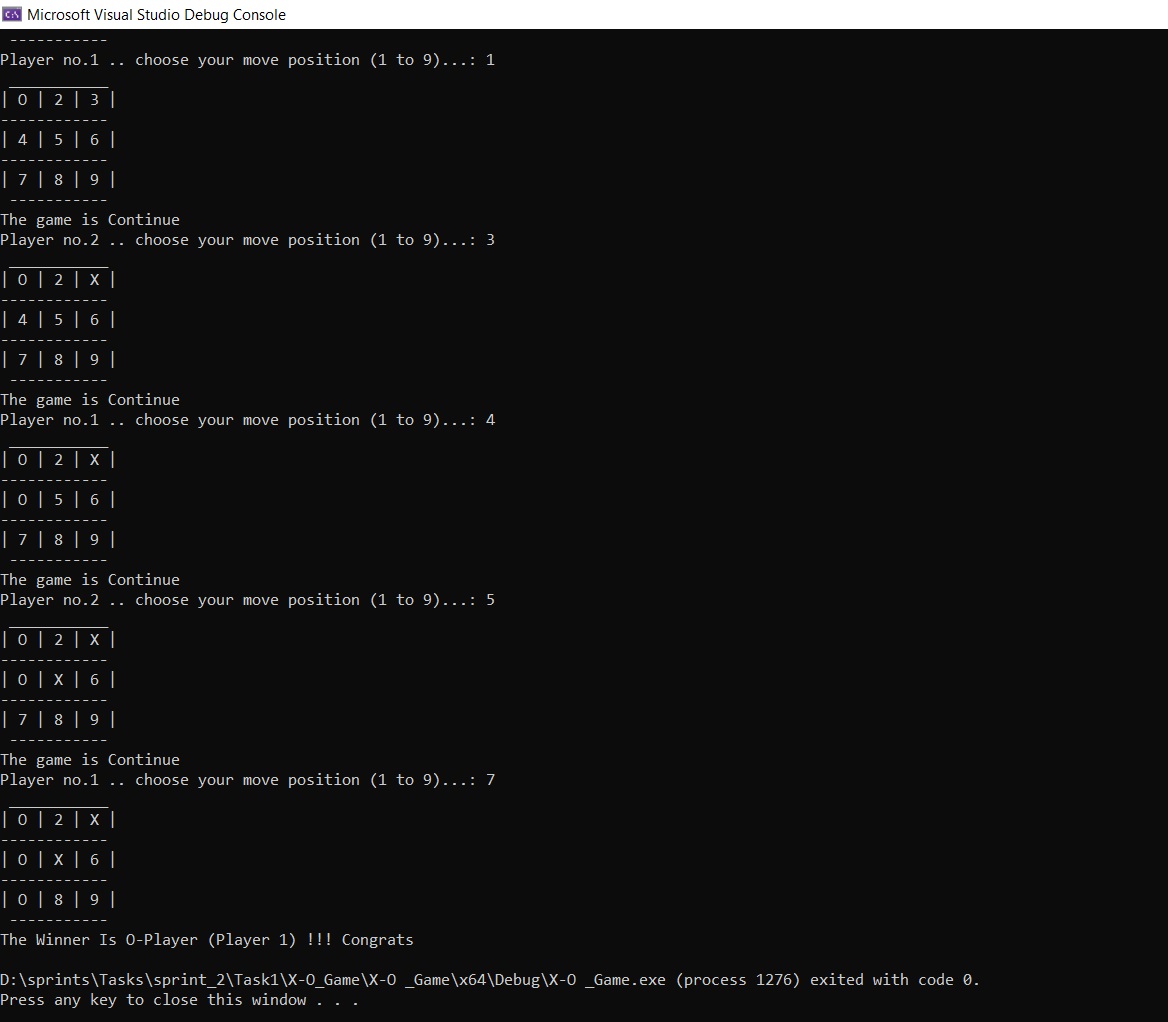 Microsoft Visual Studio Debug Console
 -----------
Player no.1 .. choose your move position (1 to 9)...: 1
 ___________
| O | 2 | 3 |
------------
| 4 | 5 | 6 |
------------
| 7 | 8 | 9 |
 -----------
The game is Continue
Player no.2 .. choose your move position (1 to 9)...: 3
 ___________
| O | 2 | X |
------------
| 4 | 5 | 6 |
------------
| 7 | 8 | 9 |
 -----------
The game is Continue
Player no.1 .. choose your move position (1 to 9)...: 4
 ___________
| O | 2 | X |
------------
| O | 5 | 6 |
------------
| 7 | 8 | 9 |
 -----------
The game is Continue
Player no.2 .. choose your move position (1 to 9)...: 5
 ___________
| O | 2 | X |
------------
| O | X | 6 |
------------
| 7 | 8 | 9 |
 -----------
The game is Continue
Player no.1 .. choose your move position (1 to 9)...: 7
 ___________
| O | 2 | X |
------------
| O | X | 6 |
------------
| O | 8 | 9 |
 -----------
The Winner Is O-Player (Player 1) !!! Congrats
D:\sprints\Tasks\sprint_2\Task1\X-O_Game\X-O _Game\x64\Debug\X-O _Game.exe (process 1276) exited with code 0.
Press any key to close this window . . .